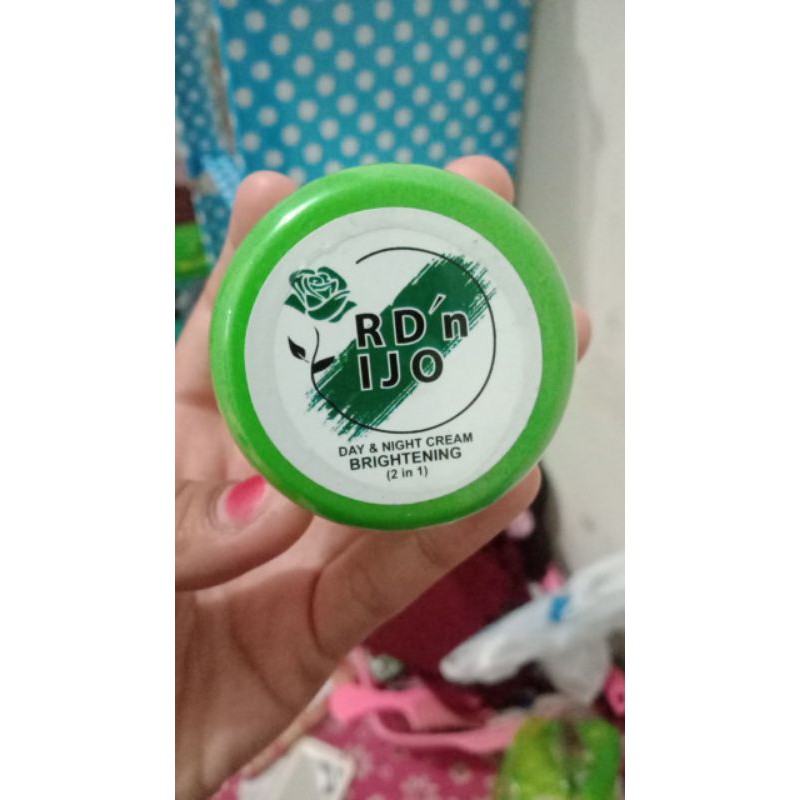 RD'n
IJO
DAY & NIGHT CREAM
BRIGHTENING
(2 in 1)